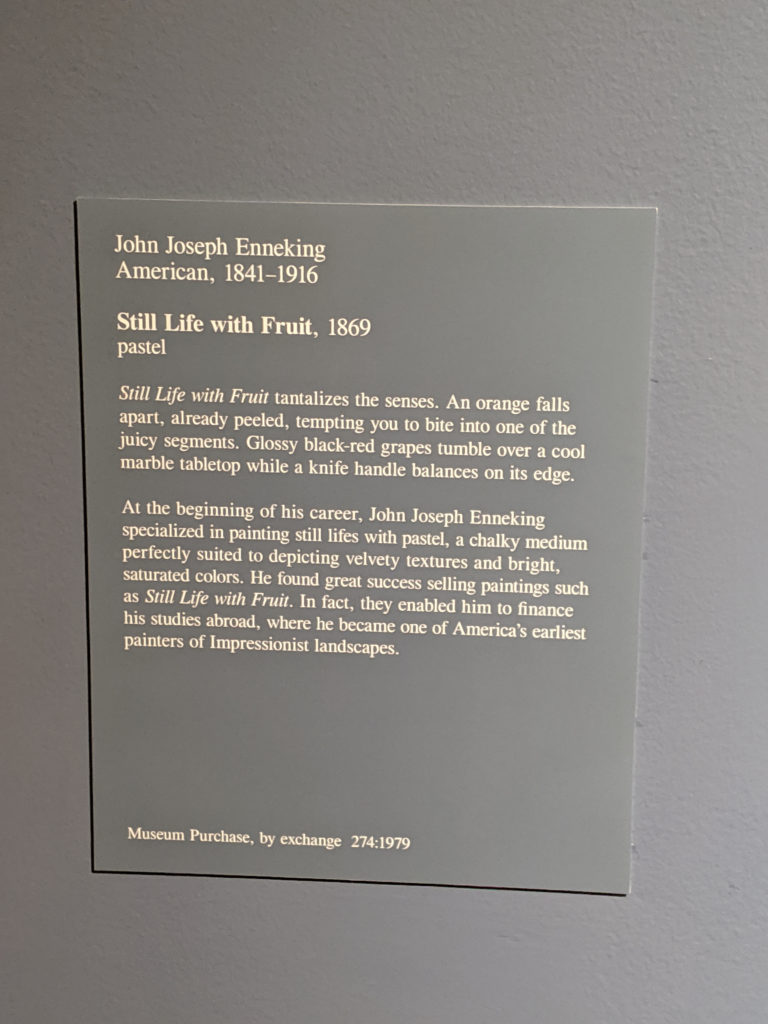 John Joseph Enneking
American, 1841–1916
Still Life with Fruit, 1869
pastel
Still Life with Fruit tantalizes the senses. An orange falls
apart, already peeled, tempting you to bite into one of the
juicy segments. Glossy black-red grapes tumble over a cool
marble tabletop while a knife handle balances on its edge.
At the beginning of his career, John Joseph Enneking
specialized in painting still lifes with pastel, a chalky medium
perfectly suited to depicting velvety textures and bright,
saturated colors. He found great success selling paintings such
as Still Life with Fruit. In fact, they enabled him to finance
his studies abroad, where he became one of America’s earliest
painters of Impressionist landscapes.
Museum Purchase, by exchange 274:1979